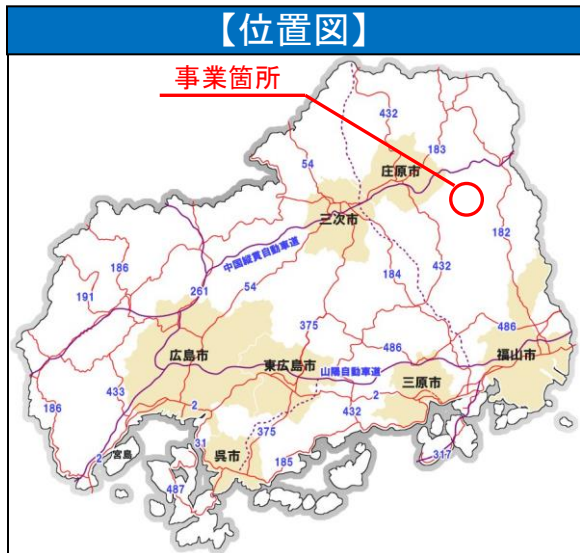 【位置図】
事業箇所
432
183
54
庄原市
三次市
182
中国縦貫自動車道
186
191
261
54
184
432
375
486
486
広島市
東広島市
山陽自動車道
福山市
三原市
186
433
2
2
432
2
宮島
31
375
呉市
185
317
487